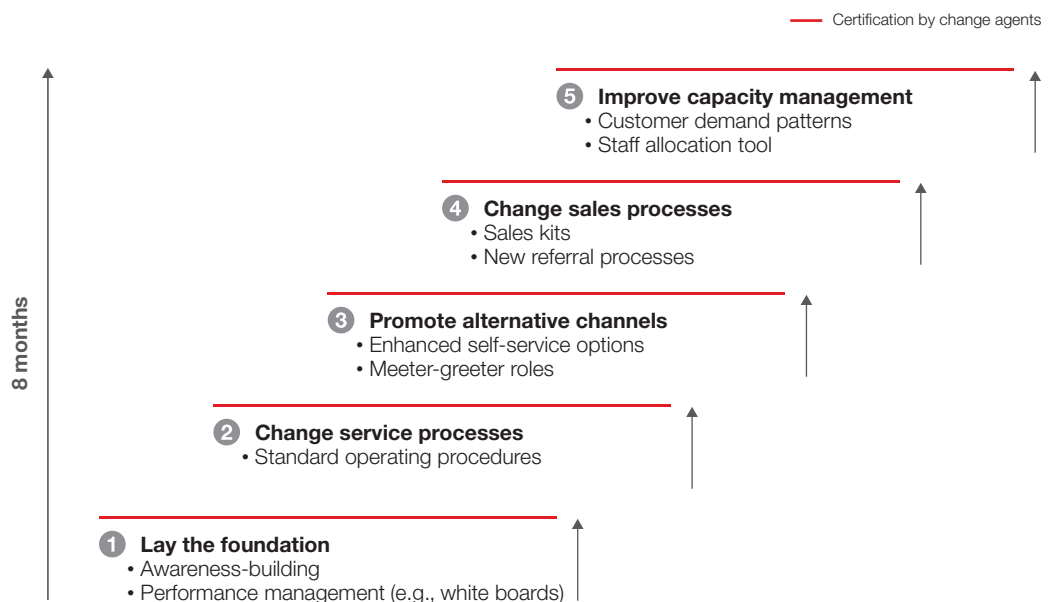 Certification by change agents
5 Improve capacity management
• Customer demand patterns
• Staff allocation tool
4 Change sales processes
• Sales kits
• New referral processes
3 Promote alternative channels
• Enhanced self-service options
• Meeter-greeter roles
8 months
2 Change service processes
• Standard operating procedures
1 Lay the foundation
• Awareness-building
• Performance management (e.g., white boards)